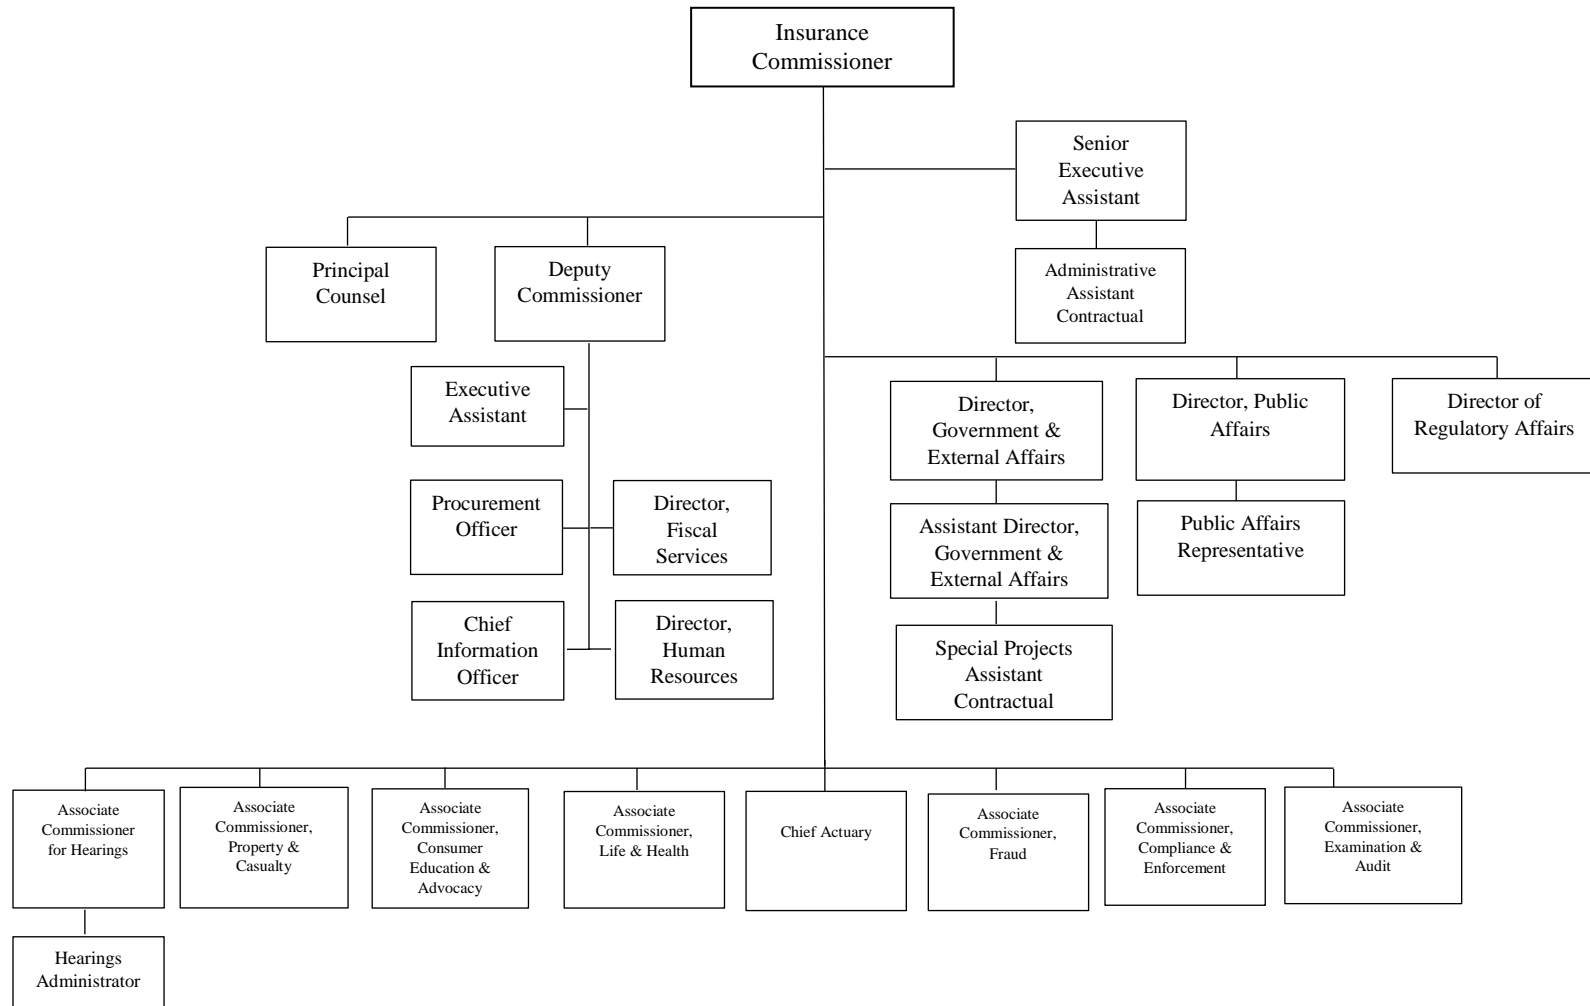 Insurance
Commissioner
Senior
Executive
Assistant
Administrative
Assistant
Contractual
Principal
Counsel
Deputy
Commissioner
Executive
Assistant
Procurement
Officer
Director,
Fiscal
Services
Chief
Information
Officer
Director,
Human
Resources
Director,
Government &
External Affairs
Assistant Director,
Government &
External Affairs
Special Projects
Assistant
Contractual
Director, Public
Affairs
Public Affairs
Representative
Director of
Regulatory Affairs
Associate
Commissioner
for Hearings
Hearings
Administrator
Associate
Commissioner,
Property &
Casualty
Associate
Commissioner,
Consumer
Education &
Advocacy
Associate
Commissioner,
Life & Health
Chief Actuary
Associate
Commissioner,
Fraud
Associate
Commissioner,
Compliance &
Enforcement
Associate
Commissioner,
Examination &
Audit